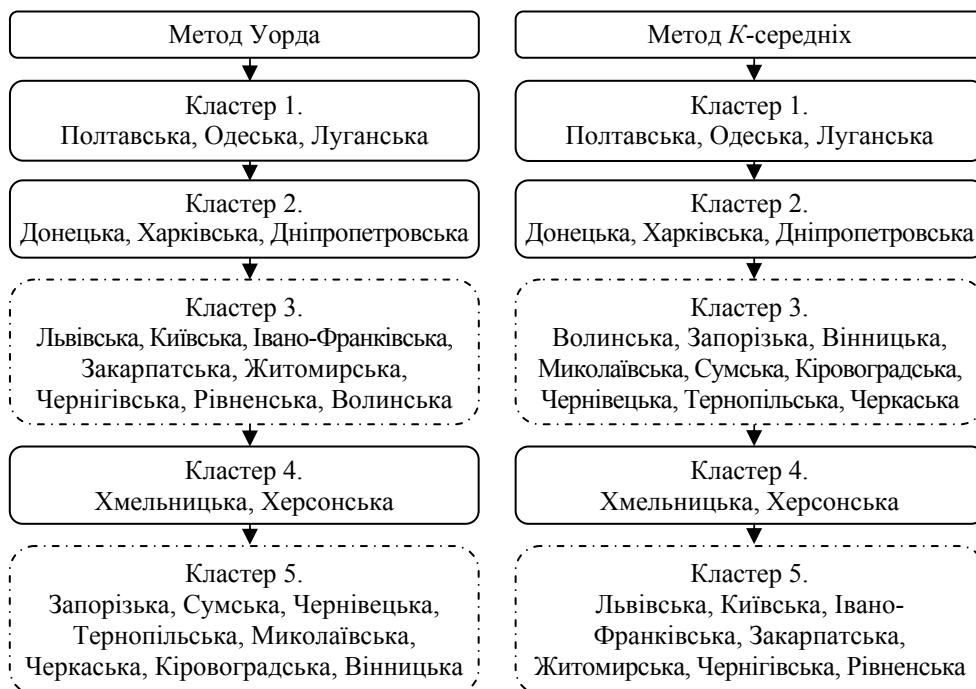 Метод Уорда
Кластер 1.
Полтавська, Одеська, Луганська
Кластер 2.
Донецька, Харківська, Дніпропетровська
Кластер 3.
Львівська, Київська, Івано-Франківська,
Закарпатська, Житомирська,
Чернігівська, Рівненська, Волинська
Кластер 4.
Хмельницька, Херсонська
Кластер 5.
Запорізька, Сумська, Чернівецька,
Тернопільська, Миколаївська,
Черкаська, Кіровоградська, Вінницька
Метод К-середніх
Кластер 1.
Полтавська, Одеська, Луганська
Кластер 2.
Донецька, Харківська, Дніпропетровська
Кластер 3.
Волинська, Запорізька, Вінницька,
Миколаївська, Сумська, Кіровоградська,
Чернівецька, Тернопільська, Черкаська
Кластер 4.
Хмельницька, Херсонська
Кластер 5.
Львівська, Київська, Івано-
Франківська, Закарпатська,
Житомирська, Чернігівська, Рівненська